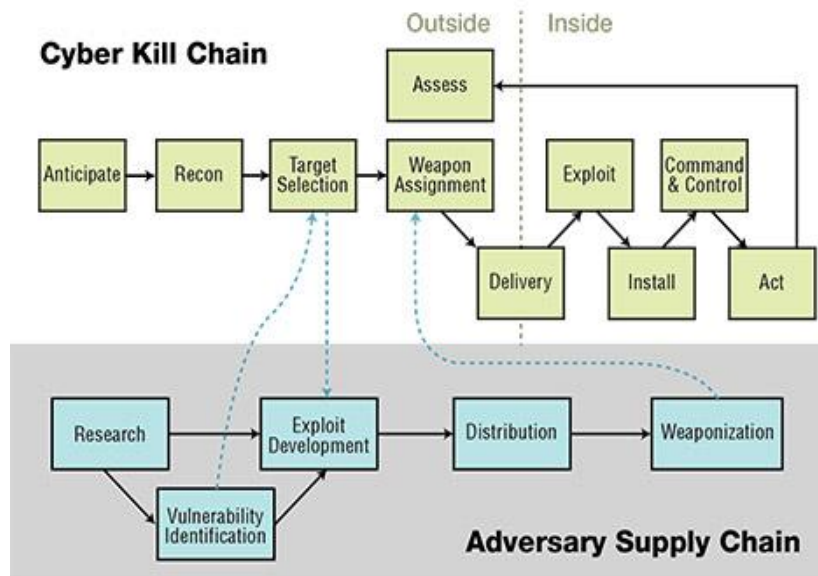 Outside
Inside
Cyber Kill Chain
Assess
Anticipate
Recon
Target
Selection
Weapon
Assignment
Exploit
Command
& Control
Delivery
Install
Act
Research
Exploit
Development
Distribution
Weaponization
Vulnerability
Identification
Adversary Supply Chain